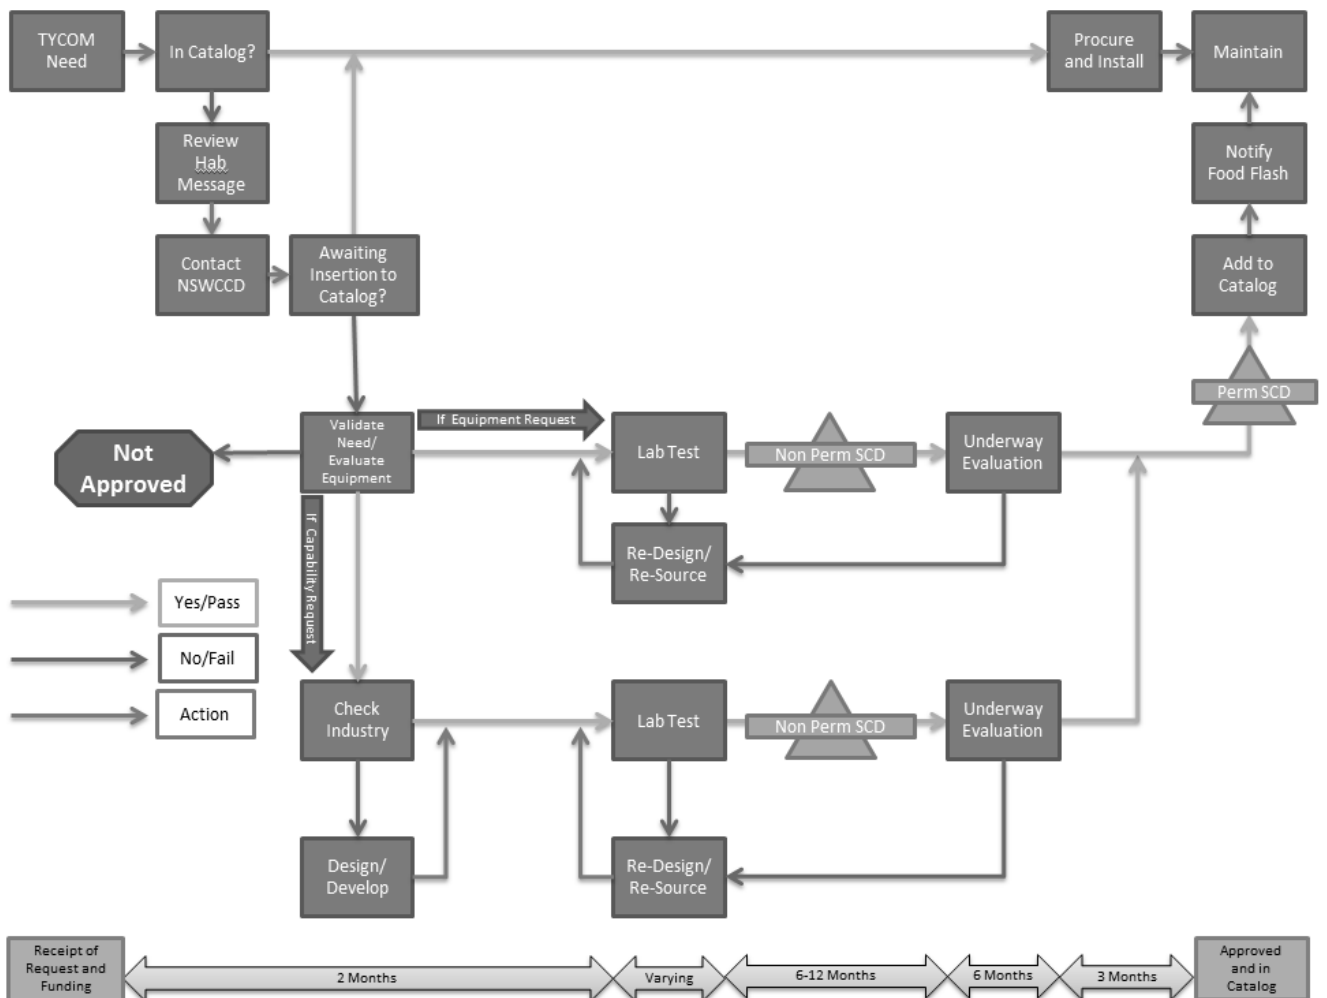 TYCOM
Need
In Catalog?
Procure
and Install
Maintain
Review
Hab
Message
Notify
Food Flash
Contact
NSWCCD
Awaiting
Insertion to
Catalog?
Add to
Catalog
Perm SCD
Validate
Need/
Evaluate
Equipment
If Equipment Request
Lab Test
Non Perm SCD
Underway
Evaluation
Not
Approved
If Capability Request
Re-Design/
Re-Source
Yes/Pass
No/Fail
Action
Check
Industry
Lab Test
Non Perm SCD
Underway
Evaluation
Design/
Develop
Re-Design/
Re-Source
Receipt of
Request and
Funding
2 Months
Varying
6-12 Months
6 Months
3 Months
Approved
and in
Catalog